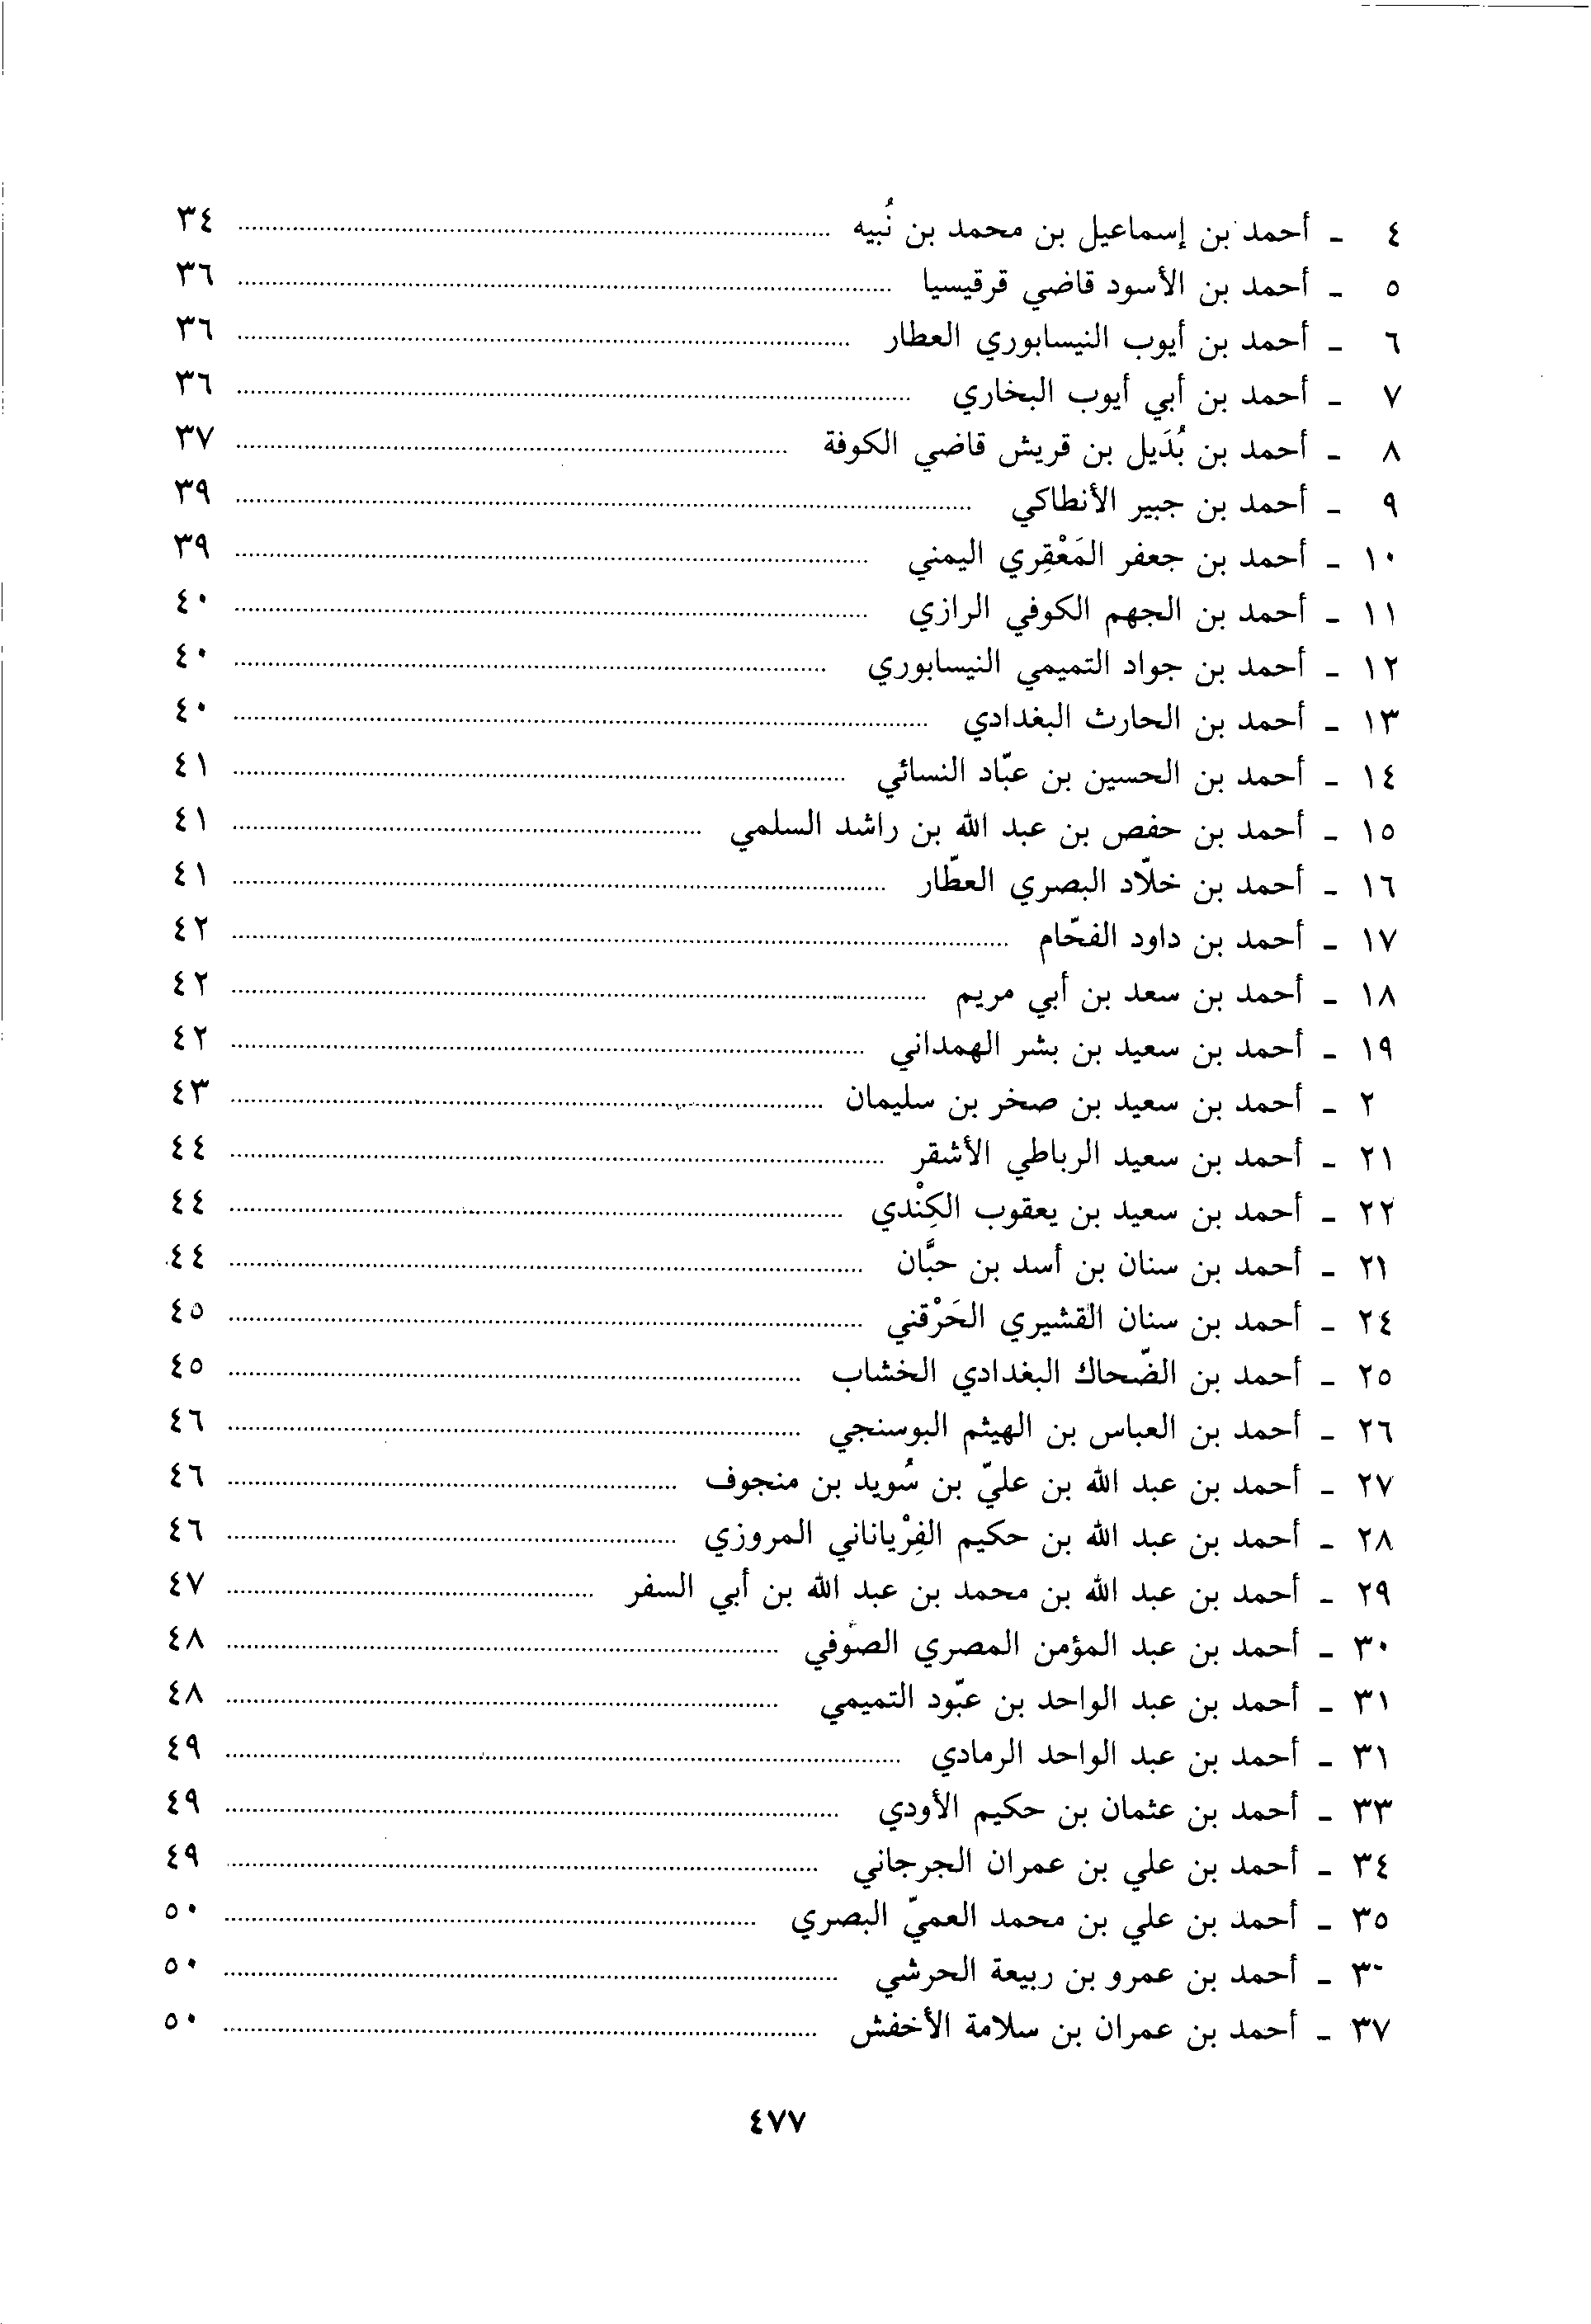 ٤ - أحمد بن إسماعيل بن محمد بن نُبيه ................ ٣٤
٥ - أحمد بن الأسود قاضي قرقيسيا ................ ٣٦
٦ - أحمد بن أيوب النيسابوري العطار ................ ٣٦
٧ - أحمد بن أبي أيوب البخاري ................ ٣٦
٨ - أحمد بن بُدَيل بن قريش قاضي الكوفة ................ ٣٧
٩ - أحمد بن جبير الأنطاكي ................ ٣٩
١٠ - أحمد بن جعفر المَعْقِري اليمني ................ ٣٩
١١ - أحمد بن الجهم الكوفي الرازي ................ ٤٠
١٢ - أحمد بن جواد التميمي النيسابوري ................ ٤٠
١٣ - أحمد بن الحارث البغدادي ................ ٤٠
١٤ - أحمد بن الحسين بن عبّاد النسائي ................ ٤١
١٥ - أحمد بن حفص بن عبد الله بن راشد السلمي ................ ٤١
١٦ - أحمد بن خلّاد البصري العطّار ................ ٤١
١٧ - أحمد بن داود الفحّام ................ ٤٢
١٨ - أحمد بن سعد بن أبي مريم ................ ٤٢
١٩ - أحمد بن سعيد بن بشر الهمداني ................ ٤٢
٢ - أحمد بن سعيد بن صخر بن سليمان ................ ٤٣
٢١ - أحمد بن سعيد الرباطي الأشقر ................ ٤٤
٢٢ - أحمد بن سعيد بن يعقوب الكِنْدي ................ ٤٤
٢١ - أحمد بن سنان بن أسد بن حبَّان ................ ٤٤
٢٤ - أحمد بن سنان القشيري الحَرْقني ................ ٤٥
٢٥ - أحمد بن الضّحاك البغدادي الخشاب ................ ٤٥
٢٦ - أحمد بن العباس بن الهيثم البوسنجي ................ ٤٦
٢٧ - أحمد بن عبد الله بن عليّ بن سُويد بن منجوف ................ ٤٦
٢٨ - أحمد بن عبد الله بن حكيم الفِرْياناني المروزي ................ ٤٦
٢٩ - أحمد بن عبد الله بن محمد بن عبد الله بن أبي السفر ................ ٤٧
٣٠ - أحمد بن عبد المؤمن المصري الصوفي ................ ٤٨
٣١ - أحمد بن عبد الواحد بن عبّود التميمي ................ ٤٨
٣١ - أحمد بن عبد الواحد الرمادي ................ ٤٩
٣٣ - أحمد بن عثمان بن حكيم الأودي ................ ٤٩
٣٤ - أحمد بن علي بن عمران الجرجاني ................ ٤٩
٣٥ - أحمد بن علي بن محمد العميّ البصري ................ ٥٠
٣ - أحمد بن عمرو بن ربيعة الحرشي ................ ٥٠
٣٧ - أحمد بن عمران بن سلامة الأخفش ................ ٥٠
٤٧٧